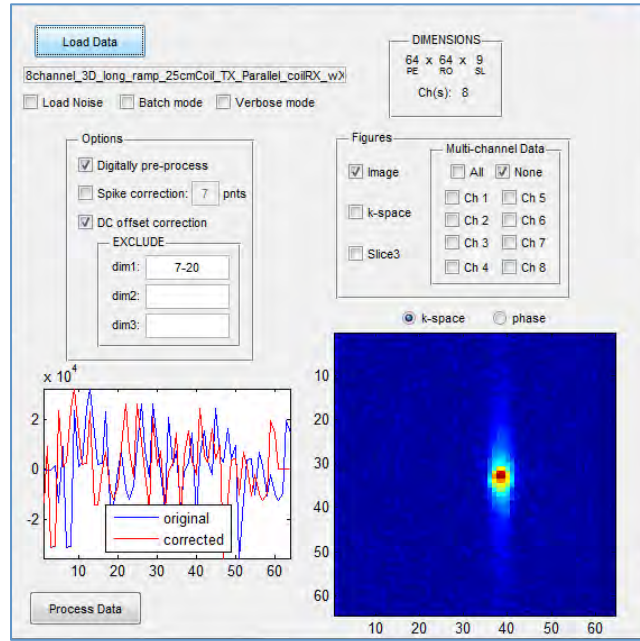 Load Data
8channel_3D_long_ramp_25cmCoil_TX_Parallel_coilRX_wX
Load Noise Batch mode Verbose mode
DIMENSIONS
64 x 64 x 9
PE RO SL
Ch(s): 8
Options
Digitally pre-process
Spike correction: 7 pnts
DC offset correction
EXCLUDE
dim1: 7-20
dim2:
dim3:
Figures
Image
k-space
Slice3
Multi-channel Data
All None
Ch 1 Ch 5
Ch 2 Ch 6
Ch 3 Ch 7
Ch 4 Ch 8
k-space phase
x 10^4
2
0
-2
original
corrected
10 20 30 40 50 60
10
20
30
40
50
60
10 20 30 40 50 60
Process Data